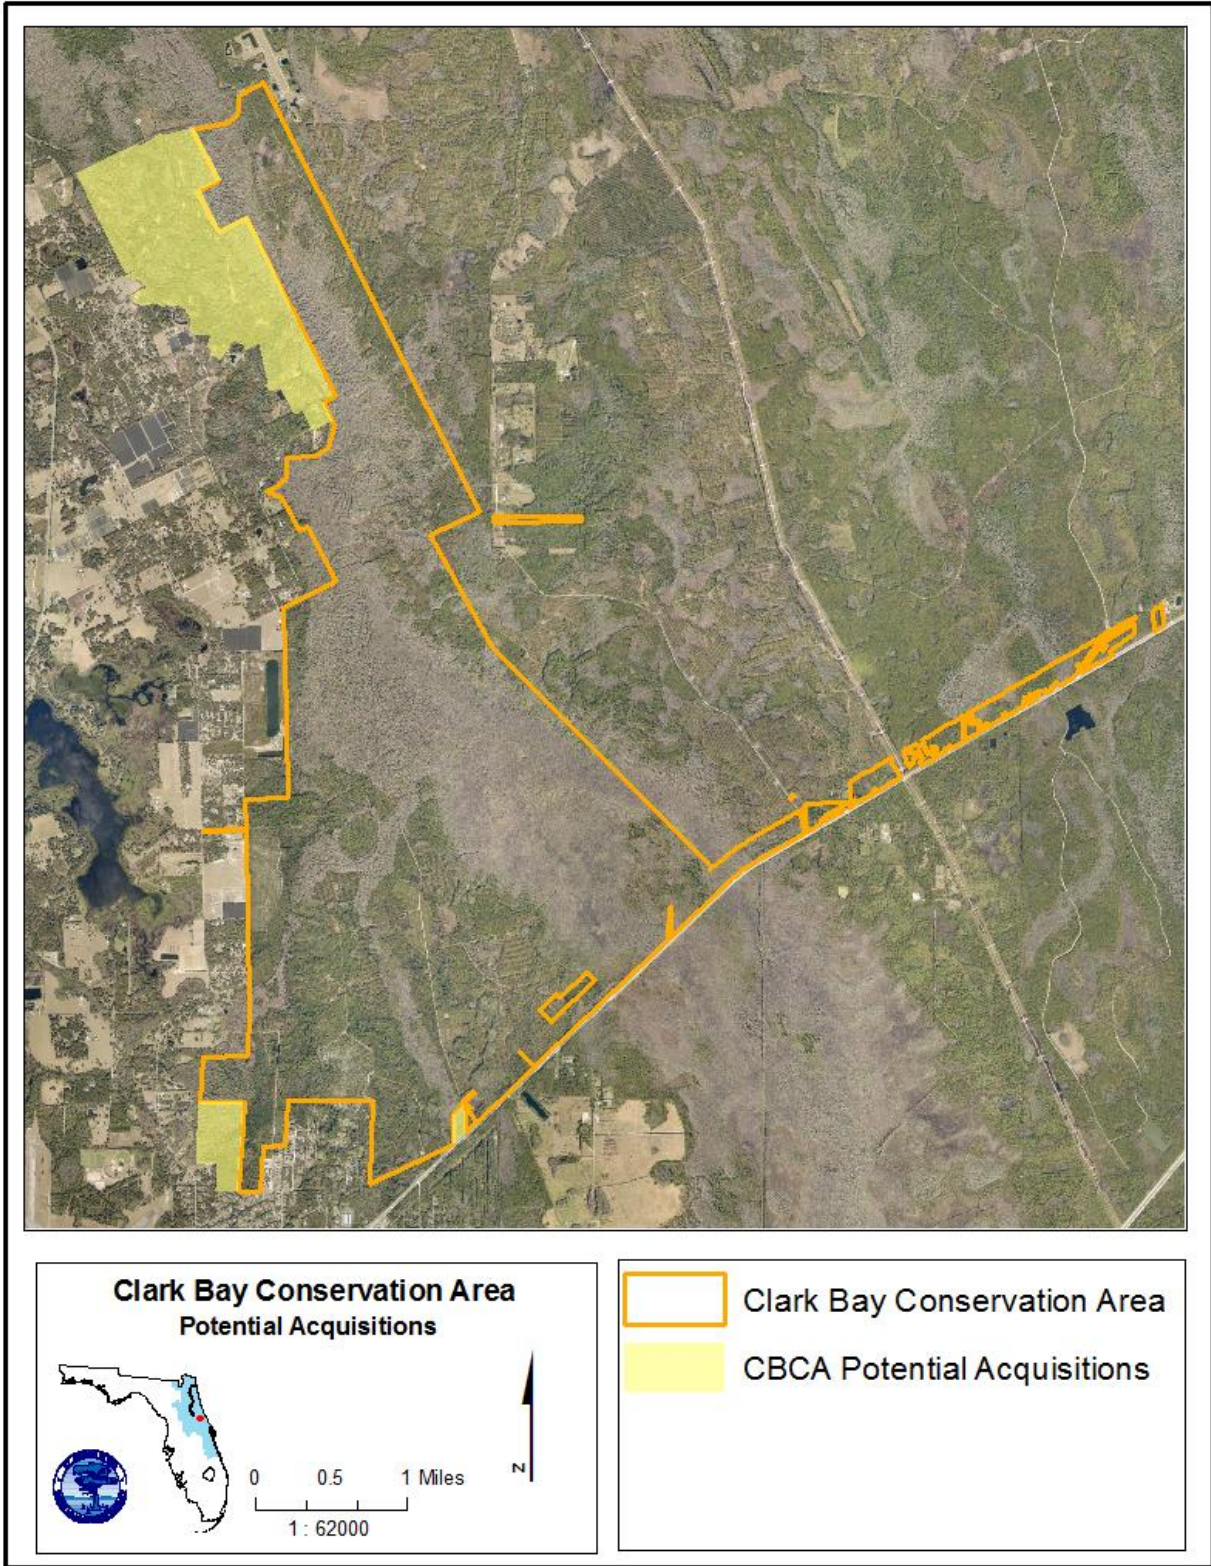 Clark Bay Conservation Area
Potential Acquisitions
0 0.5 1 Miles
1 : 62000
N
Clark Bay Conservation Area
CBCA Potential Acquisitions